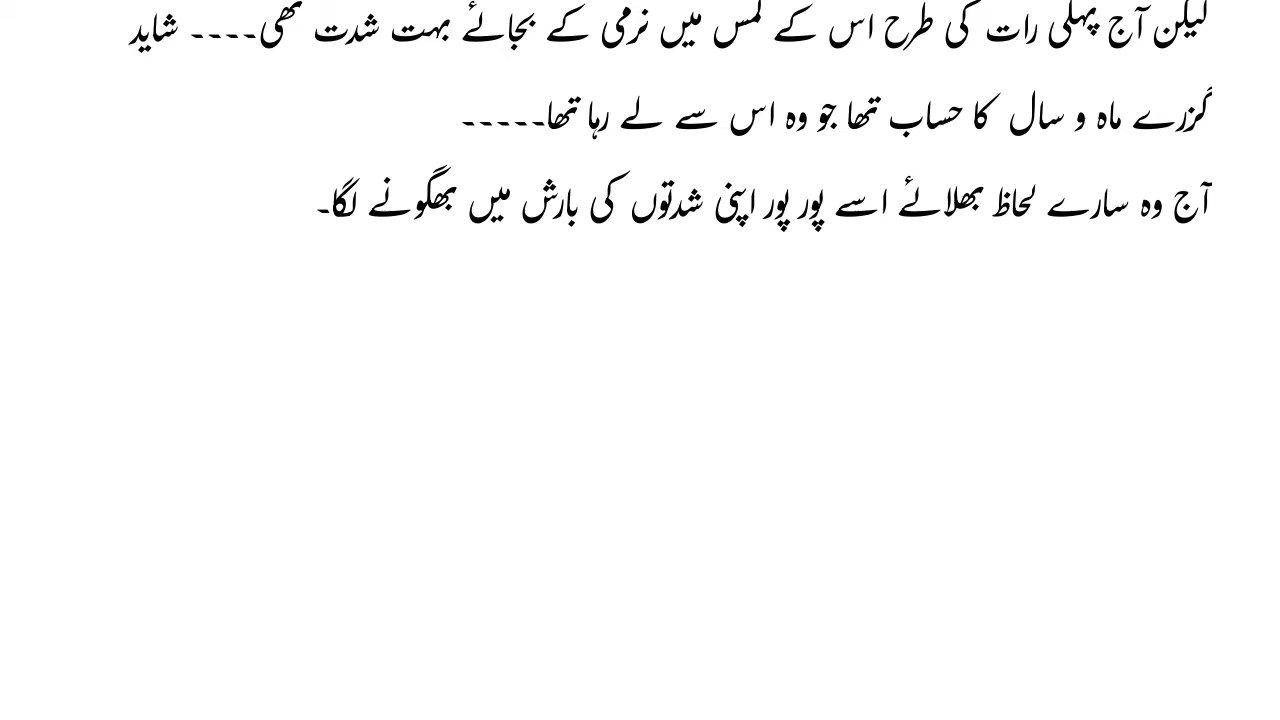 لیکن آج پہلی رات کی طرح اس کے لمس میں نرمی کے بجائے بہت شدت تھی۔۔۔۔ شاید
گزرے ماہ و سال کا حساب تھا جو وہ اس سے لے رہا تھا۔۔۔۔۔
آج وہ سارے لحاظ بھلائے اسے پور پور اپنی شدتوں کی بارش میں بھگونے لگا۔